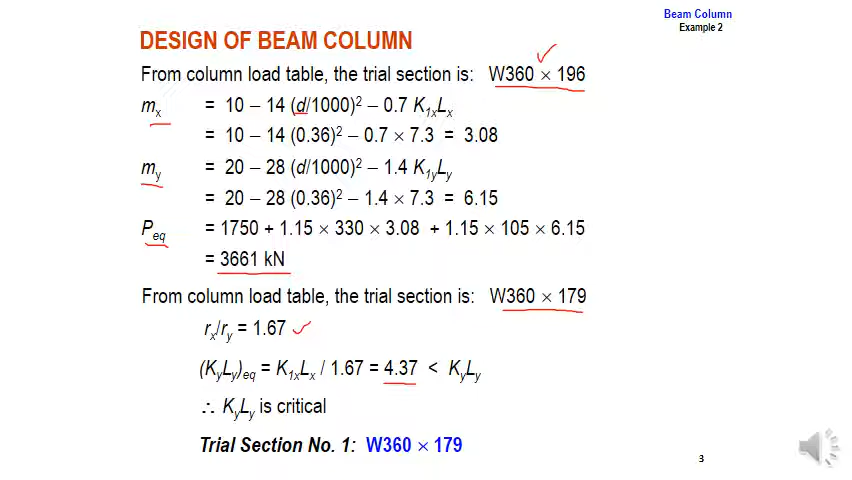 Beam Column
Example 2
DESIGN OF BEAM COLUMN
From column load table, the trial section is: W360 × 196
mx = 10 – 14 (d/1000)2 – 0.7 K1xLx
= 10 – 14 (0.36)2 – 0.7 × 7.3 = 3.08
my = 20 – 28 (d/1000)2 – 1.4 K1yLy
= 20 – 28 (0.36)2 – 1.4 × 7.3 = 6.15
Peq = 1750 + 1.15 × 330 × 3.08 + 1.15 × 105 × 6.15
= 3661 kN
From column load table, the trial section is: W360 × 179
rx/ry = 1.67
(KyLy)eq = K1xLx / 1.67 = 4.37 < KyLy
∴ KyLy is critical
Trial Section No. 1: W360 × 179
3